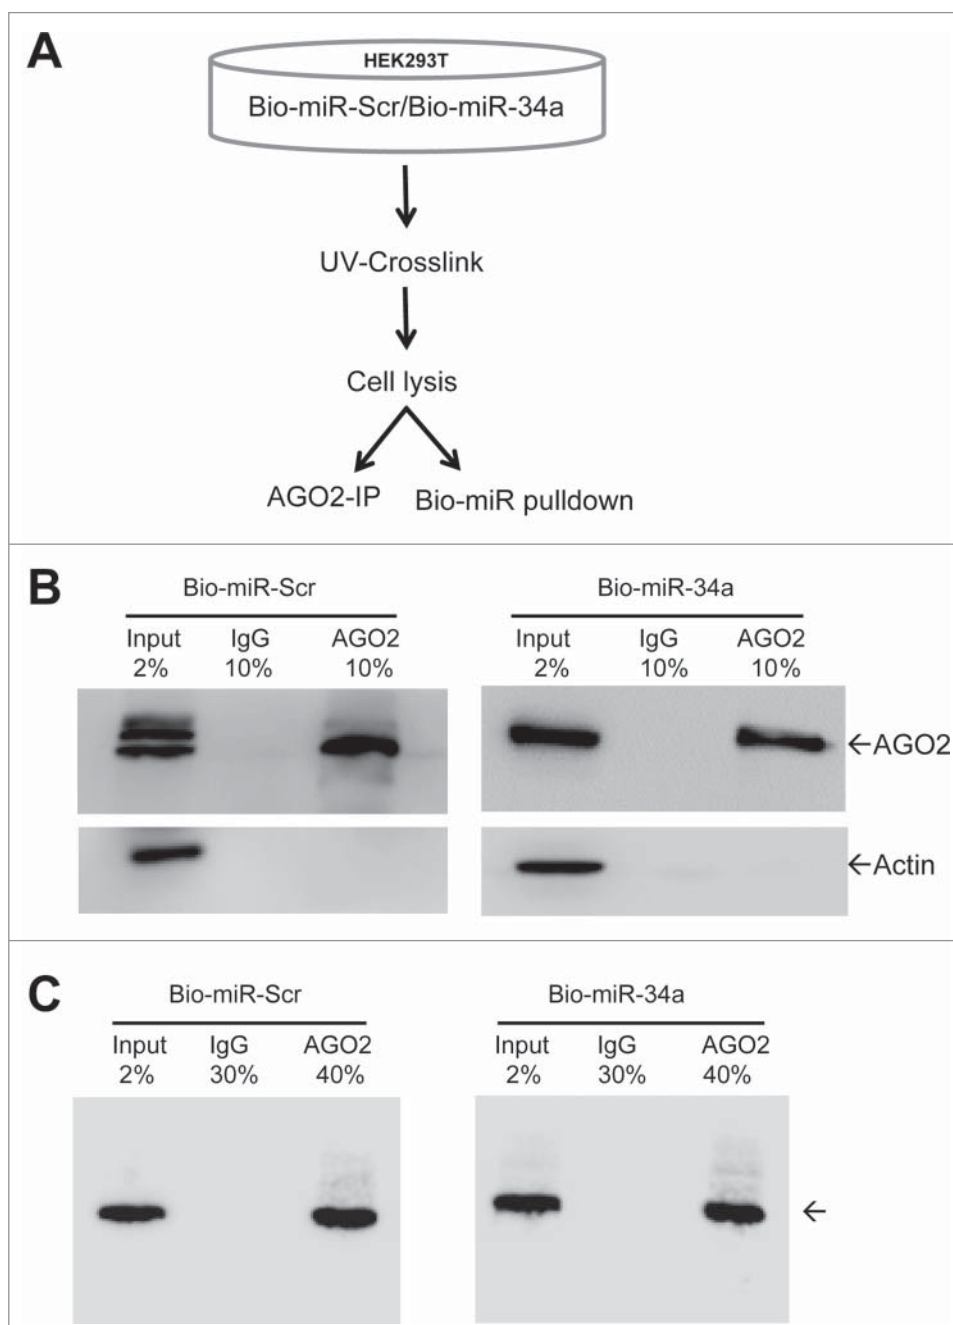 A
HEK293T
Bio-miR-Scr/Bio-miR-34a
UV-Crosslink
Cell lysis
AGO2-IP
Bio-miR pulldown
B
Bio-miR-Scr
Input IgG AGO2
2% 10% 10%
Bio-miR-34a
Input IgG AGO2
2% 10% 10%
←AGO2
←Actin
C
Bio-miR-Scr
Input IgG AGO2
2% 30% 40%
Bio-miR-34a
Input IgG AGO2
2% 30% 40%
←